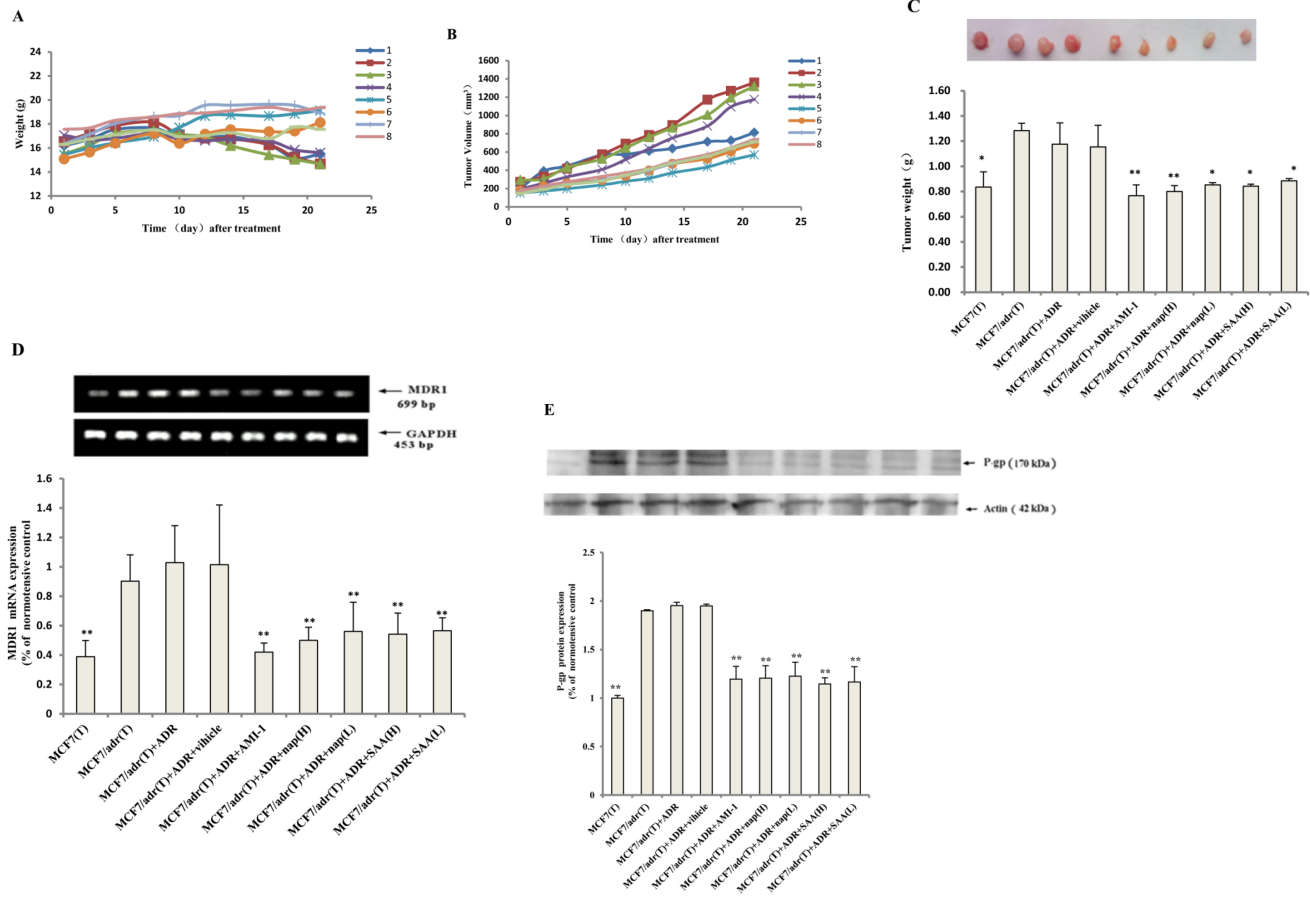 A
24
22
20
18
16
14
12
Weight (g)
0
5
10
15
20
25
Time （day）after treatment
1
2
3
4
5
6
7
8
B
1600
1400
1200
1000
800
600
400
200
0
Tumor Volume（mm³）
0
5
10
15
20
25
Time （day）after treatment
1
2
3
4
5
6
7
8
C
1.60
1.40
1.20
1.00
0.80
0.60
0.40
0.20
0.00
Tumor weight（g）
*
**
**
*
*
*
MCF7(T)
MCF7/adr(T)
MCF7/adr(T)+ADR
MCF7/adr(T)+ADR+vihicle
MCF7/adr(T)+ADR+AMI-1
MCF7/adr(T)+ADR+nap(H)
MCF7/adr(T)+ADR+nap(L)
MCF7/adr(T)+ADR+SAA(H)
MCF7/adr(T)+ADR+SAA(L)
D
MDR1
699 bp
GAPDH
453 bp
1.6
1.4
1.2
1
0.8
0.6
0.4
0.2
0
MDR1 mRNA expression
(% of normotensive control)
**
**
**
**
**
**
MCF7(T)
MCF7/adr(T)
MCF7/adr(T)+ADR
MCF7/adr(T)+ADR+vihicle
MCF7/adr(T)+ADR+AMI-1
MCF7/adr(T)+ADR+nap(H)
MCF7/adr(T)+ADR+nap(L)
MCF7/adr(T)+ADR+SAA(H)
MCF7/adr(T)+ADR+SAA(L)
E
P-gp (170 kDa)
Actin ( 42 kDa)
2.5
2
1.5
1
0.5
0
P-gp protein expression
(% of normotensive control)
**
**
**
**
**
**
MCF7(T)
MCF7/adr(T)
MCF7/adr(T)+ADR
MCF7/adr(T)+ADR+vihicle
MCF7/adr(T)+ADR+AMI-1
MCF7/adr(T)+ADR+nap(H)
MCF7/adr(T)+ADR+nap(L)
MCF7/adr(T)+ADR+SAA(H)
MCF7/adr(T)+ADR+SAA(L)